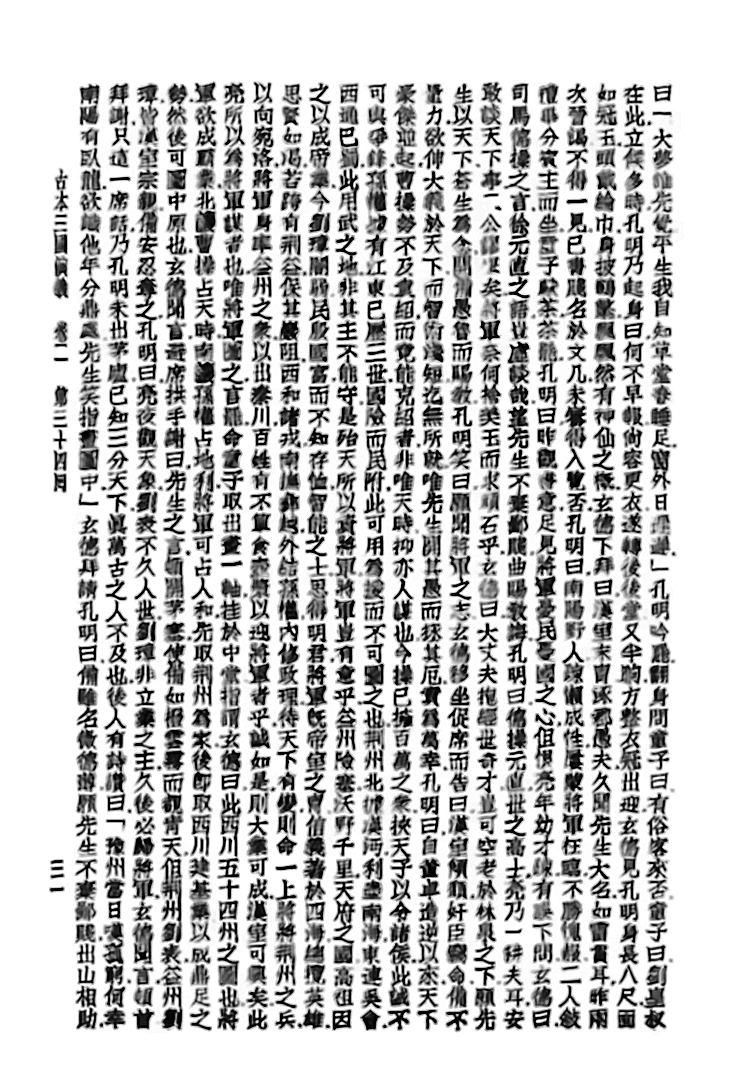 曰一大夢誰先覺平生我自知草堂春睡足窗外日遲遲」孔明吟罷翻身問童子曰有俗客來否童子曰劉皇叔
在此立候多時孔明乃起身曰何不早報尙容更衣遂轉後堂又半晌方整衣冠出迎玄德見孔明身長八尺面
如冠玉頭戴綸巾身披鶴氅飄飄然有神仙之概玄德下拜曰漢室末冑涿郡愚夫久聞先生大名如雷貫耳昨兩
次晉謁不得一見已書賤名於文几未審得入覽否孔明曰南陽野人疎懶成性屢蒙將軍枉臨不勝愧赧二人敍
禮畢分賓主而坐童子獻茶茶罷孔明曰昨觀書意足見將軍憂民憂國之心但恨亮年幼才疎有誤下問玄德曰
司馬德操之言徐元直之語豈虛談哉望先生不棄鄙賤曲賜敎誨孔明曰德操元直世之高士亮乃一耕夫耳安
敢談天下事二公謬舉矣將軍奈何捨美玉而求頑石乎玄德曰大丈夫抱經世奇才豈可空老於林泉之下願先
生以天下蒼生爲念開備愚魯而賜敎孔明笑曰願聞將軍之志玄德移坐促席而告曰漢室傾頹奸臣竊命備不
量力欲伸大義於天下而智術淺短迄無所就唯先生開其愚而拯其厄實爲萬幸孔明曰自董卓造逆以來天下
豪傑並起曹操勢不及袁紹而竟能克紹者非唯天時抑亦人謀也今操已擁百萬之衆挾天子以令諸侯此誠不
可與爭鋒孫權據有江東已歷三世國險而民附此可用爲援而不可圖之也荆州北據漢沔利盡南海東連吳會
西通巴蜀此用武之地非其主不能守是殆天所以資將軍將軍豈有意乎益州險塞沃野千里天府之國高祖因
之以成帝業今劉璋闇弱民殷國富而不知存恤智能之士思得明君將軍旣帝室之冑信義著於四海總攬英雄
思賢如渴若跨有荆益保其巖阻西和諸戎南撫彝越外結孫權內修政理待天下有變則命一上將將荆州之兵
以向宛洛將軍身率益州之衆以出秦川百姓有不簞食壺漿以迎將軍者乎誠如是則大業可成漢室可興矣此
亮所以爲將軍謀者也唯將軍圖之言罷命童子取出畫一軸挂於中堂指謂玄德曰此西川五十四州之圖也將
軍欲成覇業北讓曹操占天時南讓孫權占地利將軍可占人和先取荆州爲家後卽取西川建基業以成鼎足之
勢然後可圖中原也玄德聞言避席拱手謝曰先生之言頓開茅塞使備如撥雲霧而覩青天但荆州劉表益州劉
璋皆漢室宗親備安忍奪之孔明曰亮夜觀天象劉表不久人世劉璋非立業之主久後必歸將軍玄德聞言頓首
拜謝只這一席話乃孔明未出茅廬已知三分天下眞萬古之人不及也後人有詩讚曰「豫州當日嘆孤窮何幸
南陽有臥龍欲識他年分鼎處先生笑指畫圖中」玄德拜請孔明曰備雖名微德薄願先生不棄鄙賤出山相助
古本三國演義 卷二 第三十四回
三一